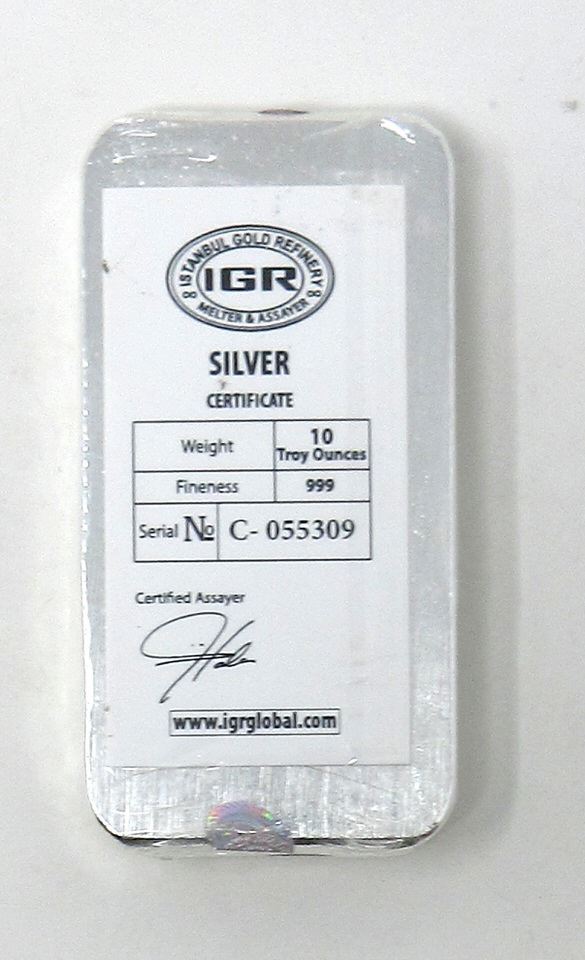 ISTANBUL GOLD REFINERY
IGR
MELTER & ASSAYER
SILVER
CERTIFICATE
Weight 10 Troy Ounces
Fineness 999
Serial № C- 055309
Certified Assayer
www.igrglobal.com